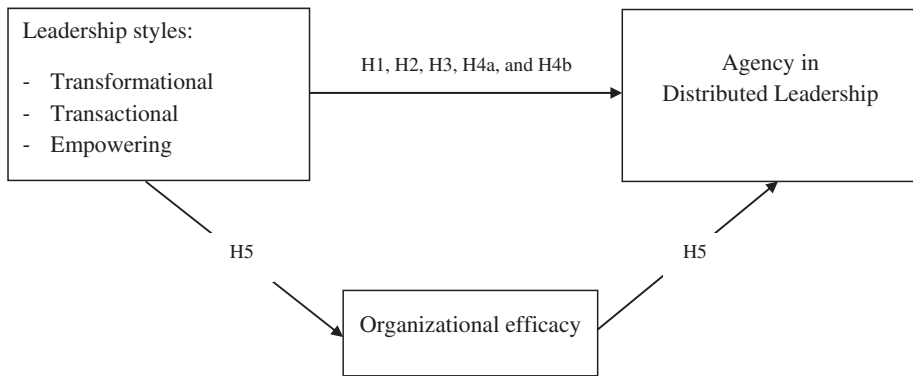 Leadership styles:
- Transformational
- Transactional
- Empowering
H1, H2, H3, H4a, and H4b
Agency in
Distributed Leadership
H5
H5
Organizational efficacy